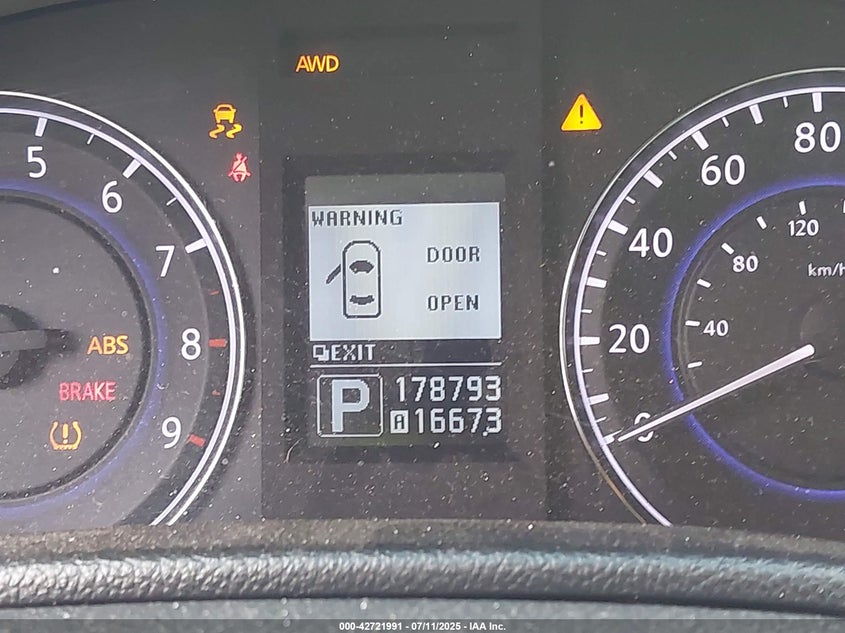 AWD
5
6
7
8
9
ABS
BRAKE
WARNING
DOOR
OPEN
EXIT
P
178793
A 16673
0
20
40
60
80
40
80
120
km/h
000-42721991 - 07/11/2025 - IAA Inc.